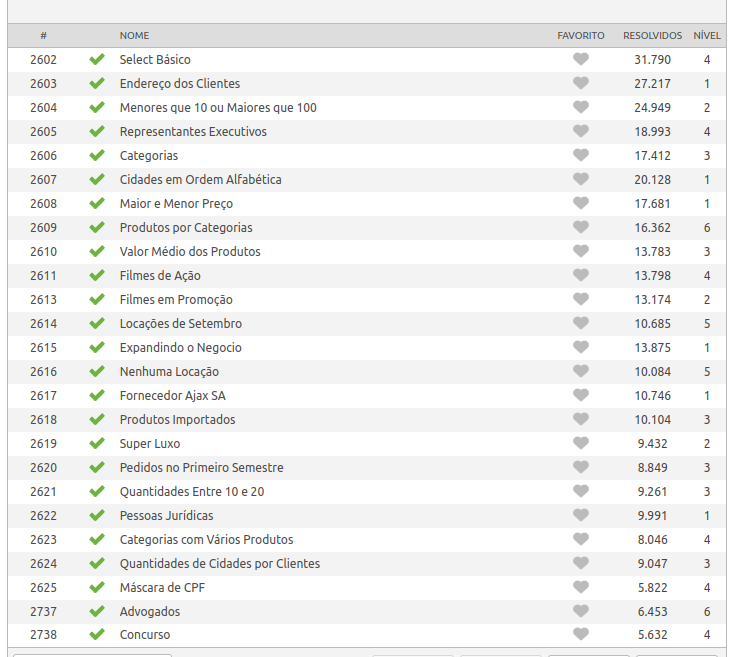 # NOME FAVORITO RESOLVIDOS NÍVEL
2602 Select Básico 31.790 4
2603 Endereço dos Clientes 27.217 1
2604 Menores que 10 ou Maiores que 100 24.949 2
2605 Representantes Executivos 18.993 4
2606 Categorias 17.412 3
2607 Cidades em Ordem Alfabética 20.128 1
2608 Maior e Menor Preço 17.681 1
2609 Produtos por Categorias 16.362 6
2610 Valor Médio dos Produtos 13.783 3
2611 Filmes de Ação 13.798 4
2613 Filmes em Promoção 13.174 2
2614 Locações de Setembro 10.685 5
2615 Expandindo o Negocio 13.875 1
2616 Nenhuma Locação 10.084 5
2617 Fornecedor Ajax SA 10.746 1
2618 Produtos Importados 10.104 3
2619 Super Luxo 9.432 2
2620 Pedidos no Primeiro Semestre 8.849 3
2621 Quantidades Entre 10 e 20 9.261 3
2622 Pessoas Jurídicas 9.991 1
2623 Categorias com Vários Produtos 8.046 4
2624 Quantidades de Cidades por Clientes 9.047 3
2625 Máscara de CPF 5.822 4
2737 Advogados 6.453 6
2738 Concurso 5.632 4